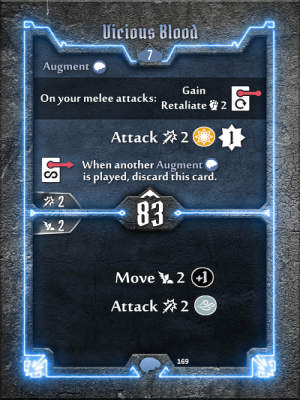 Vicious Blood
7
Augment
On your melee attacks: Gain
Retaliate 2
Attack 2 1
When another Augment
is played, discard this card.
2
83
2
Move 2 +1
Attack 2
169